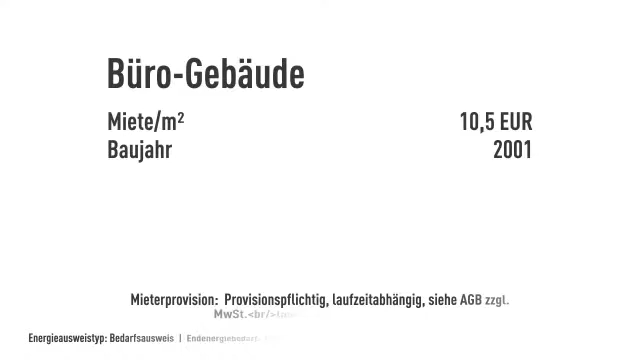 Büro-Gebäude
Miete/m² 10,5 EUR
Baujahr 2001
Mieterprovision: Provisionspflichtig, laufzeitabhängig, siehe AGB zzgl.
MwSt.<br/>
Energieausweistyp: Bedarfsausweis | Endenergiebedarf-